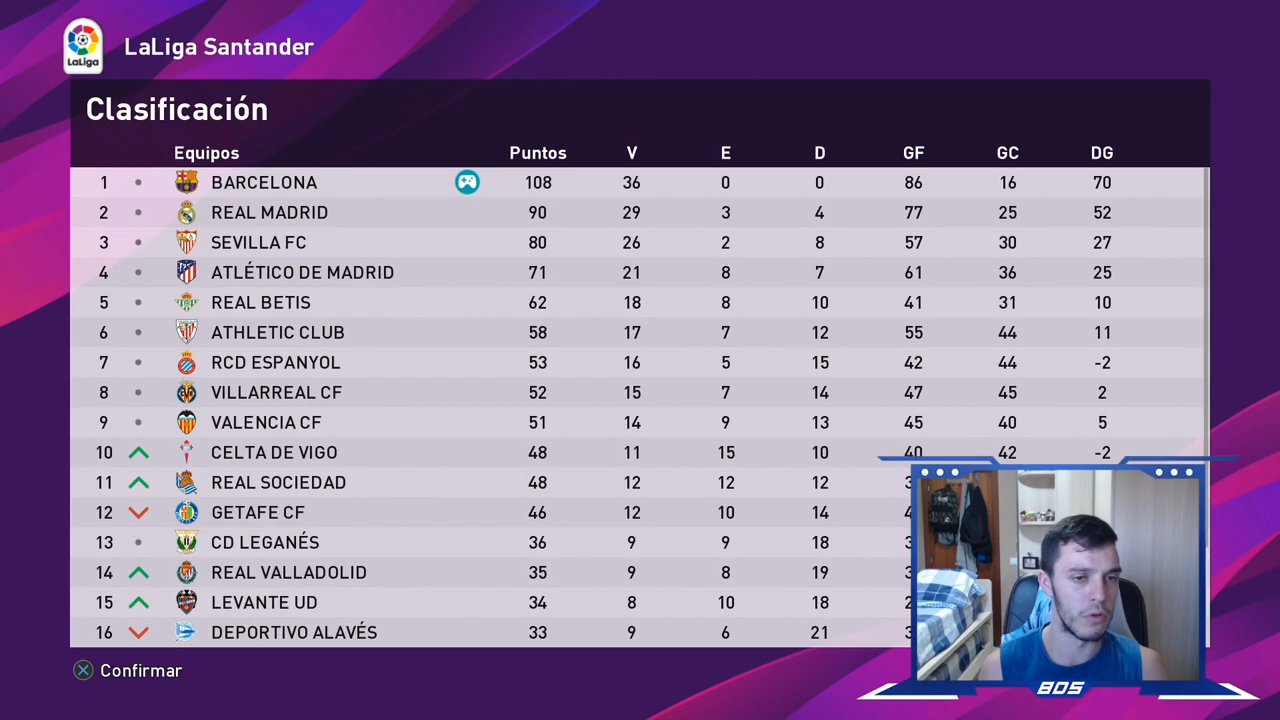 LaLiga
LaLiga Santander
Clasificación
Equipos Puntos V E D GF GC DG
1 BARCELONA 108 36 0 0 86 16 70
2 REAL MADRID 90 29 3 4 77 25 52
3 SEVILLA FC 80 26 2 8 57 30 27
4 ATLÉTICO DE MADRID 71 21 8 7 61 36 25
5 REAL BETIS 62 18 8 10 41 31 10
6 ATHLETIC CLUB 58 17 7 12 55 44 11
7 RCD ESPANYOL 53 16 5 15 42 44 -2
8 VILLARREAL CF 52 15 7 14 47 45 2
9 VALENCIA CF 51 14 9 13 45 40 5
10 CELTA DE VIGO 48 11 15 10 40 42 -2
11 REAL SOCIEDAD 48 12 12 12
12 GETAFE CF 46 12 10 14
13 CD LEGANÉS 36 9 9 18
14 REAL VALLADOLID 35 9 8 19
15 LEVANTE UD 34 8 10 18
16 DEPORTIVO ALAVÉS 33 9 6 21
Confirmar
BDS